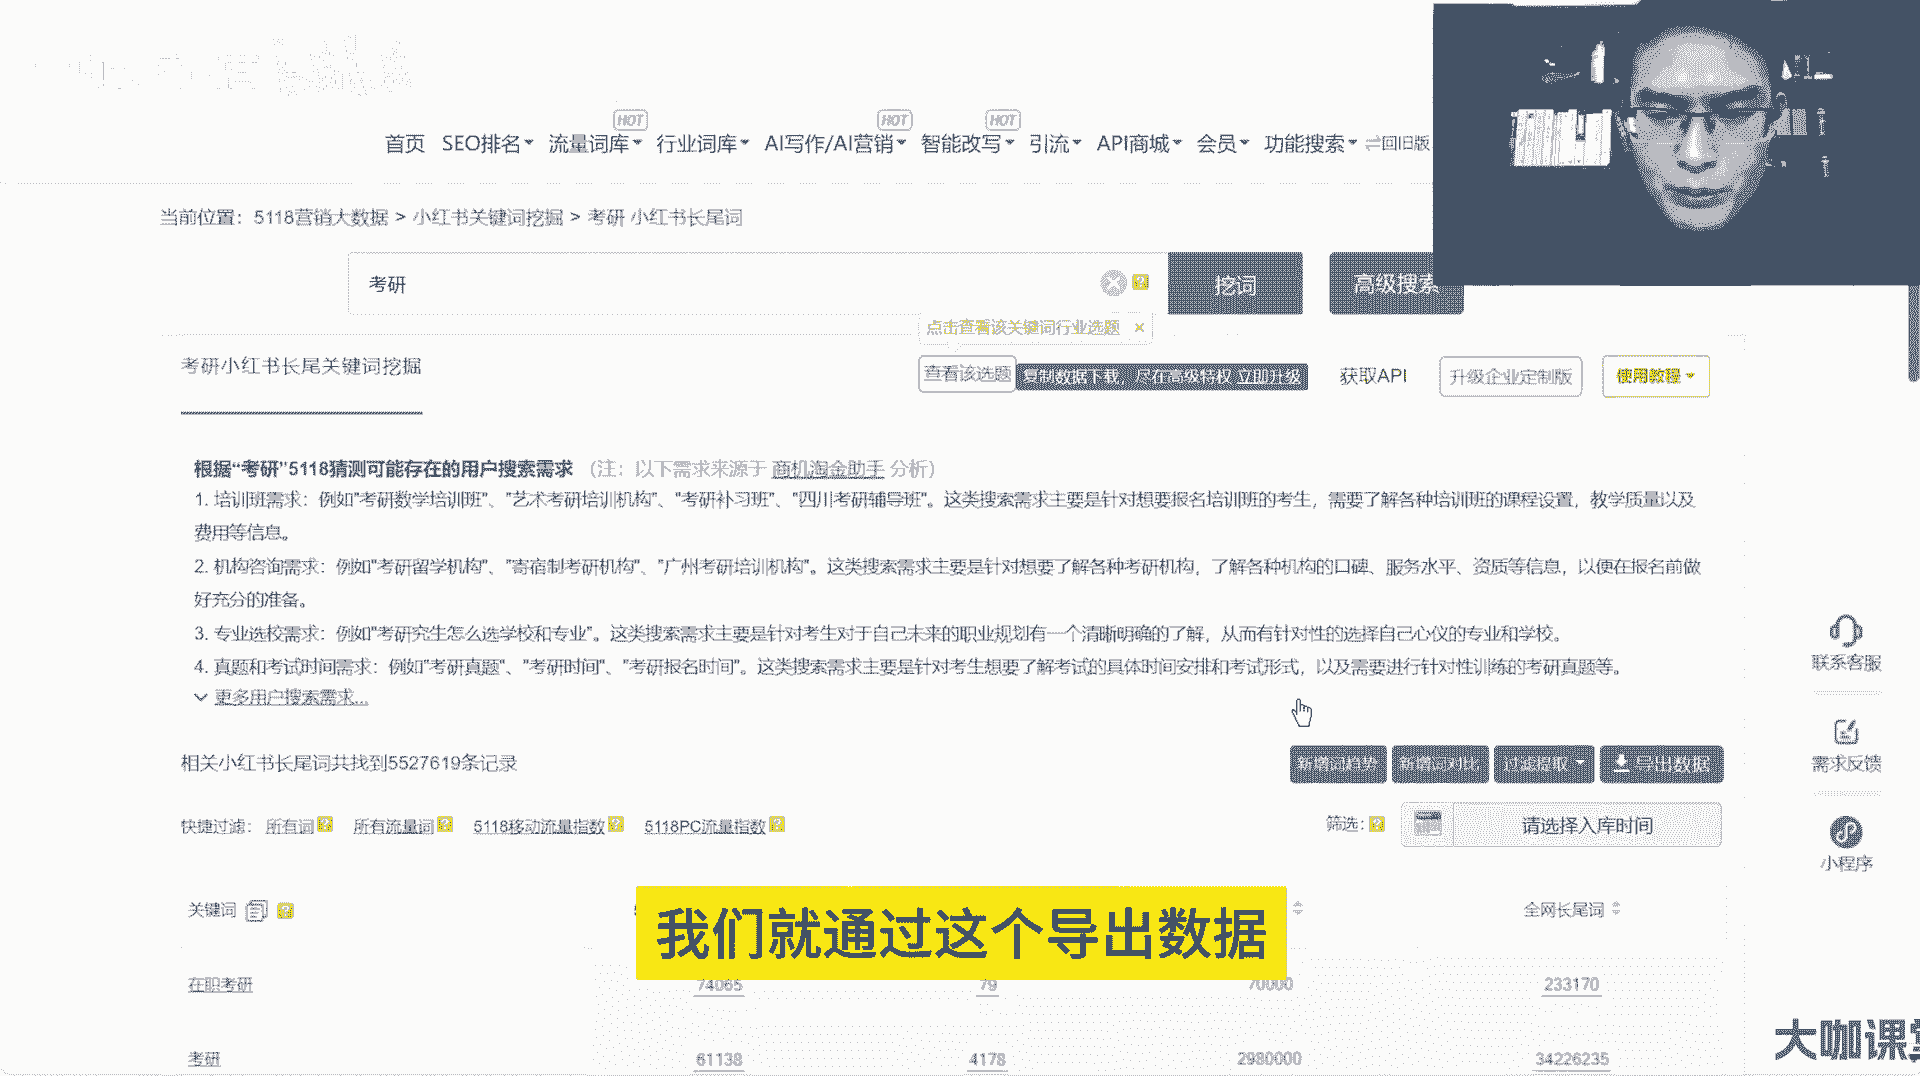 HOT HOT HOT
首页 SEO排名 流量词库 行业词库 AI写作/AI营销 智能改写 引流 API商城 会员 功能搜索 回旧版
当前位置： 5118营销大数据 > 小红书关键词挖掘 > 考研 小红书长尾词
考研 挖词 高级搜索
点击查看该关键词行业选题 ×
考研小红书长尾关键词挖掘
查看该选题 复制数据下载，尽在高级特权 立即升级 获取API 升级企业定制版 使用教程
根据“考研”5118猜测可能存在的用户搜索需求 （注：以下需求来源于 商机淘金助手 分析）
1. 培训班需求：例如"考研数学培训班"、"艺术考研培训机构"、"考研补习班"、"四川考研辅导班"。这类搜索需求主要是针对想要报名培训班的考生，需要了解各种培训班的课程设置，教学质量以及
费用等信息。
2. 机构咨询需求：例如"考研留学机构"、"寄宿制考研机构"、"广州考研培训机构"。这类搜索需求主要是针对想要了解各种考研机构，了解各种机构的口碑、服务水平、资质等信息，以便在报名前做
好充分的准备。
3. 专业选校需求：例如"考研究生怎么选学校和专业"。这类搜索需求主要是针对考生对于自己未来的职业规划有一个清晰明确的了解，从而有针对性的选择自己心仪的专业和学校。
4. 真题和考试时间需求：例如"考研真题"、"考研时间"、"考研报名时间"。这类搜索需求主要是针对考生想要了解考试的具体时间安排和考试形式，以及需要进行针对性训练的考研真题等。
更多用户搜索需求...
联系客服
相关小红书长尾词共找到5527619条记录
新增词趋势 新增词对比 过滤提取 导出数据
需求反馈
快捷过滤： 所有词 所有流量词 5118移动流量指数 5118PC流量指数 筛选: 请选择入库时间
小程序
关键词 全网长尾词
我们就通过这个导出数据
在职考研 74065 79 70000 233170
大咖课堂
考研 61138 4178 2980000 34226235